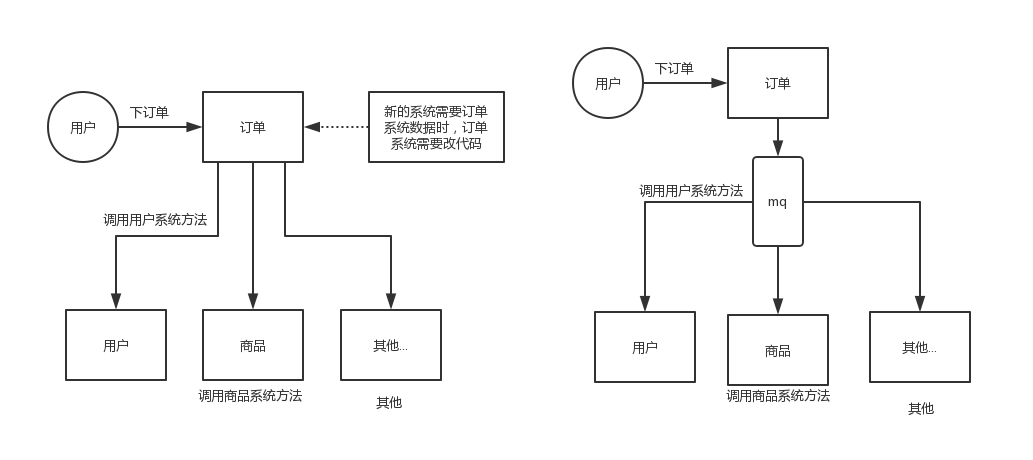 用户
下订单
订单
新的系统需要订单
系统数据时，订单
系统需要改代码
调用用户系统方法
用户
商品
其他...
调用商品系统方法
其他
用户
下订单
订单
调用用户系统方法
mq
用户
商品
其他...
调用商品系统方法
其他